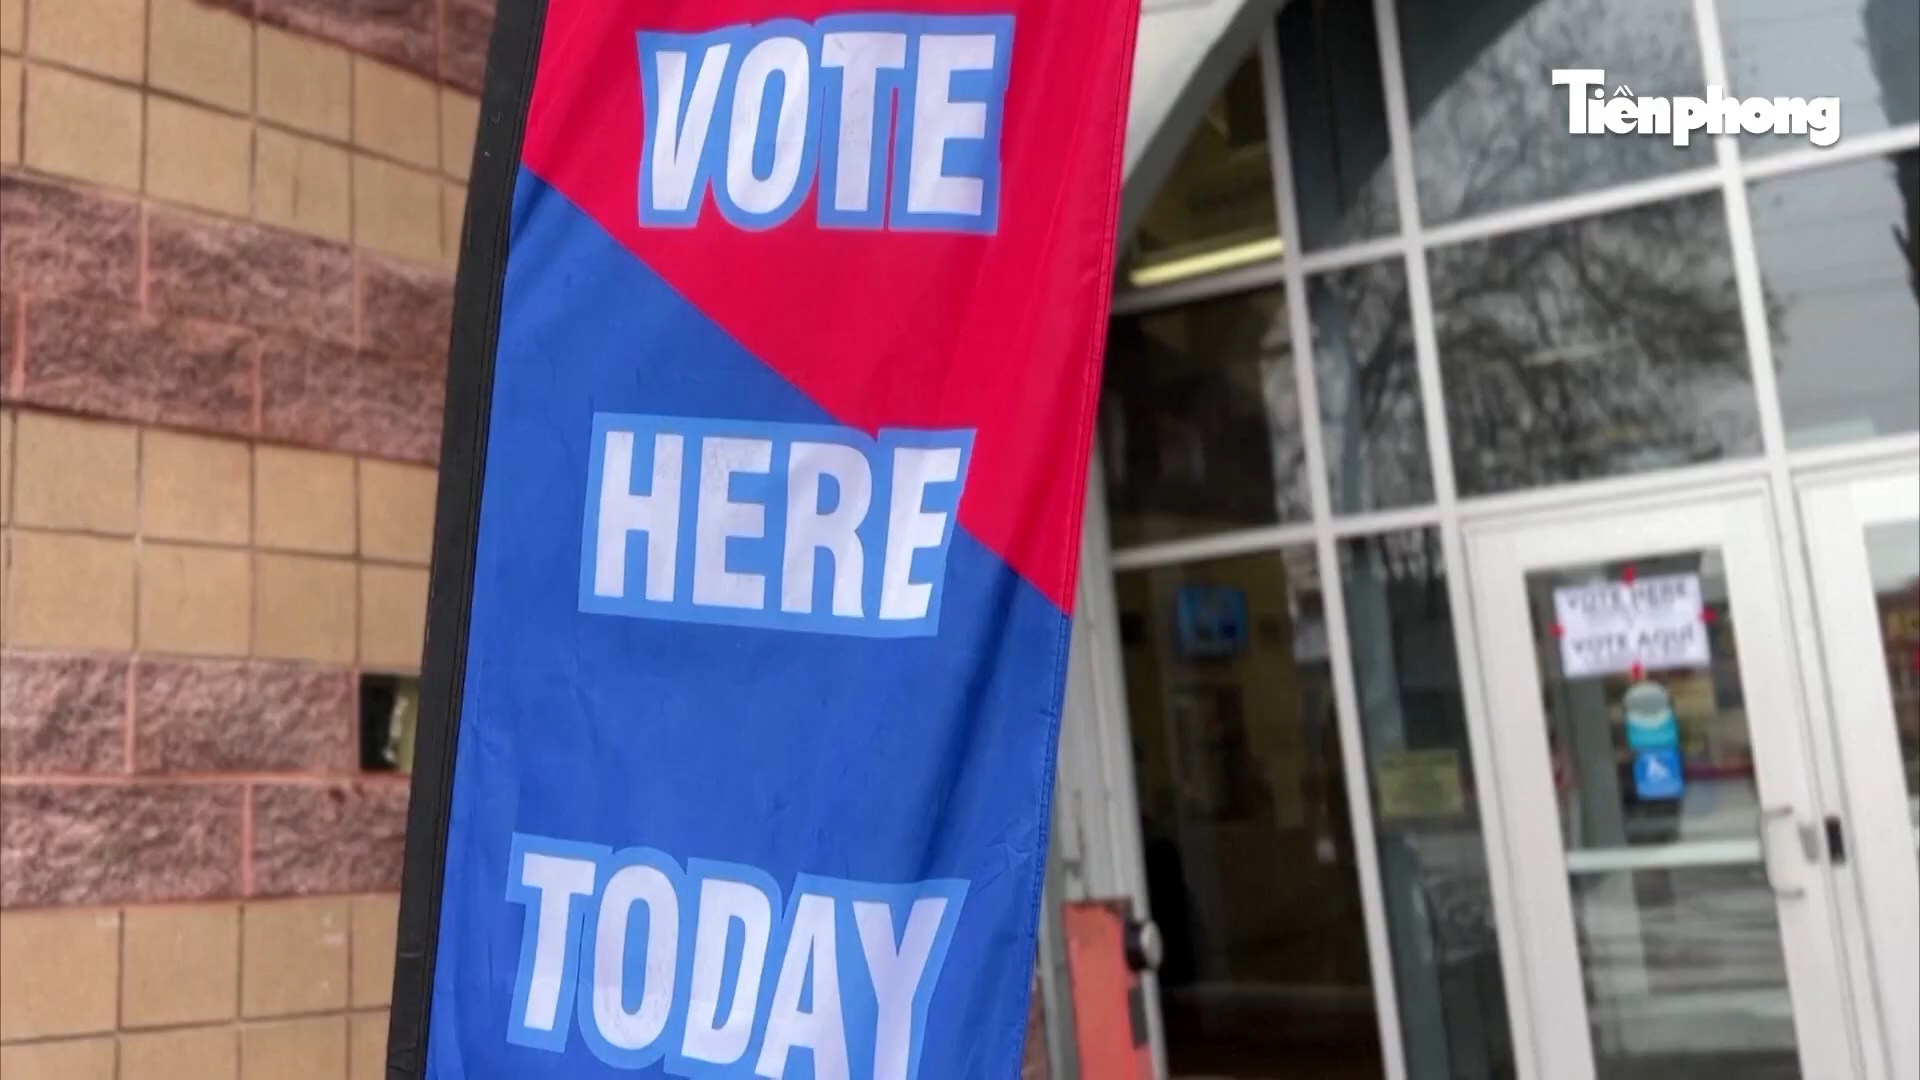 Tiềnphong
VOTE
HERE
TODAY
VOTE HERE
VOTE AQUÍ